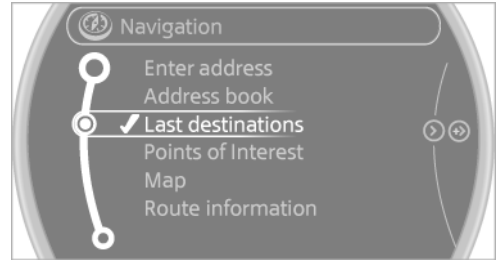 Navigation
Enter address
Address book
Last destinations
Points of Interest
Map
Route information